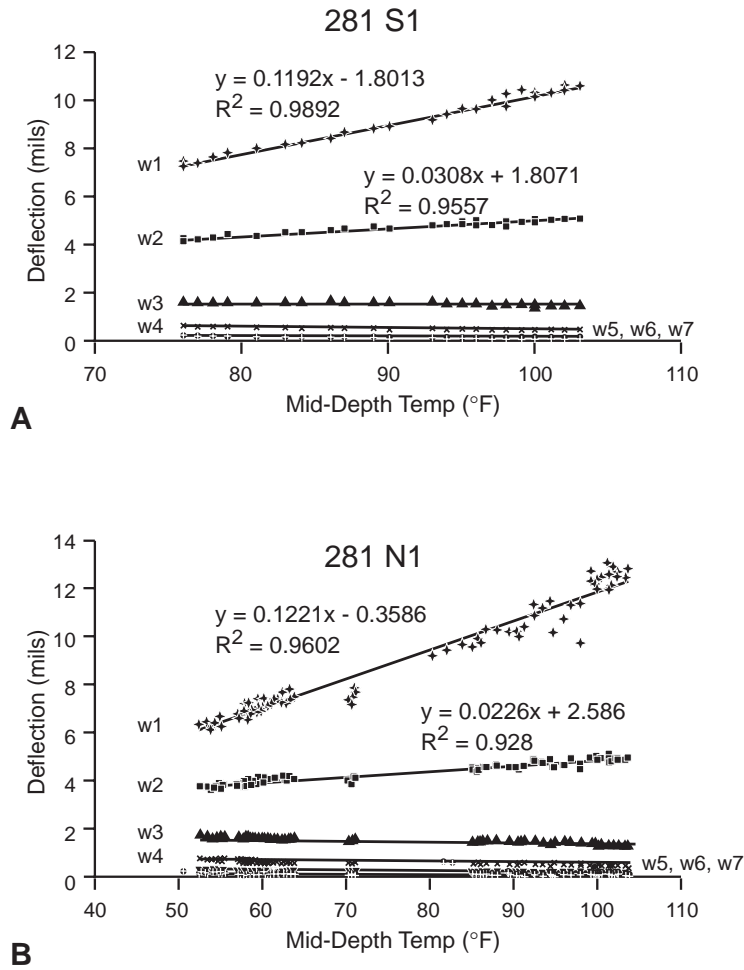 281 S1
12
10
8
6
4
2
0
Deflection (mils)
y = 0.1192x - 1.8013
R2 = 0.9892
y = 0.0308x + 1.8071
R2 = 0.9557
w1
w2
w3
w4
w5, w6, w7
70 80 90 100 110
Mid-Depth Temp (°F)
A
281 N1
14
12
10
8
6
4
2
0
Deflection (mils)
y = 0.1221x - 0.3586
R2 = 0.9602
y = 0.0226x + 2.586
R2 = 0.928
w1
w2
w3
w4
w5, w6, w7
40 50 60 70 80 90 100 110
Mid-Depth Temp (°F)
B